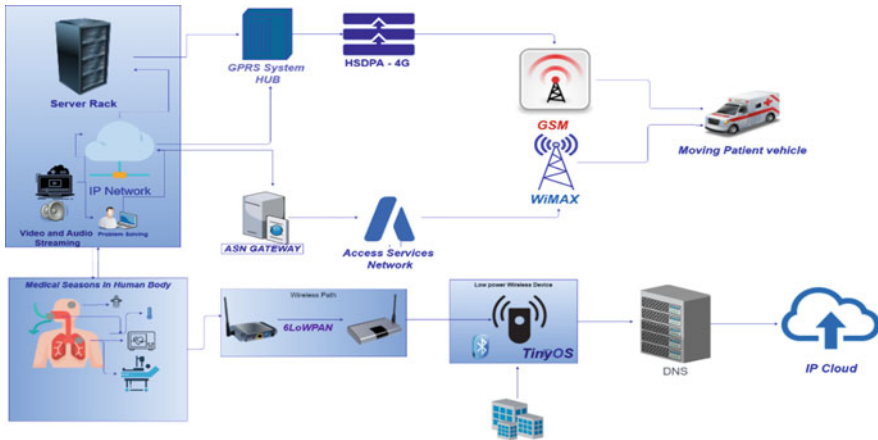 Server Rack
GPRS System
HUB
HSDPA - 4G
GSM
Moving Patient vehicle
IP Network
WiMAX
Video and Audio
Streaming
Problem Solving
ASN GATEWAY
Access Services
Network
Medical Seasons in Human Body
Wireless Path
6LoWPAN
Low power Wireless Device
TinyOS
DNS
IP Cloud